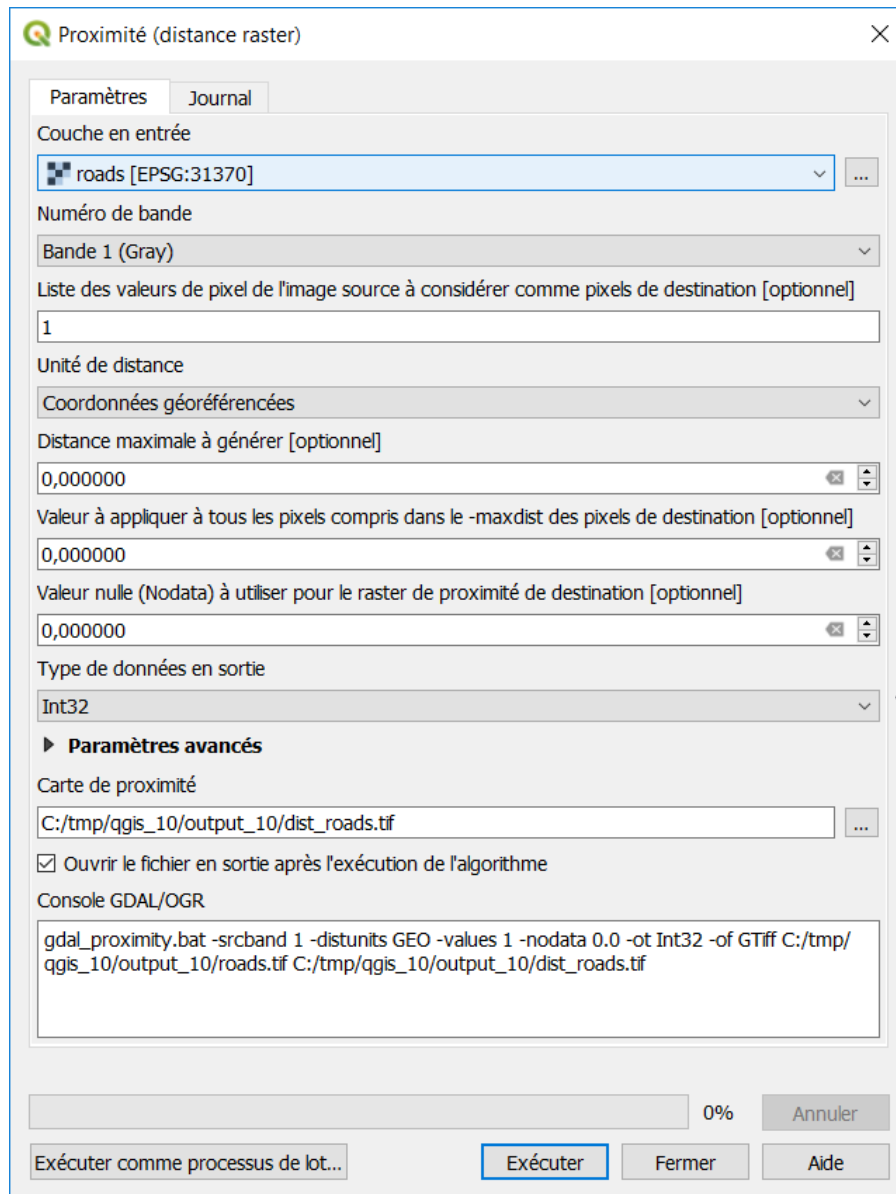 Proximité (distance raster)
Paramètres
Journal
Couche en entrée
roads [EPSG:31370]
...
Numéro de bande
Bande 1 (Gray)
Liste des valeurs de pixel de l'image source à considérer comme pixels de destination [optionnel]
1
Unité de distance
Coordonnées géoréférencées
Distance maximale à générer [optionnel]
0,000000
Valeur à appliquer à tous les pixels compris dans le -maxdist des pixels de destination [optionnel]
0,000000
Valeur nulle (Nodata) à utiliser pour le raster de proximité de destination [optionnel]
0,000000
Type de données en sortie
Int32
Paramètres avancés
Carte de proximité
C:/tmp/qgis_10/output_10/dist_roads.tif
...
Ouvrir le fichier en sortie après l'exécution de l'algorithme
Console GDAL/OGR
gdal_proximity.bat -srcband 1 -distunits GEO -values 1 -nodata 0.0 -ot Int32 -of GTiff C:/tmp/
qgis_10/output_10/roads.tif C:/tmp/qgis_10/output_10/dist_roads.tif
0%
Annuler
Exécuter comme processus de lot...
Exécuter
Fermer
Aide